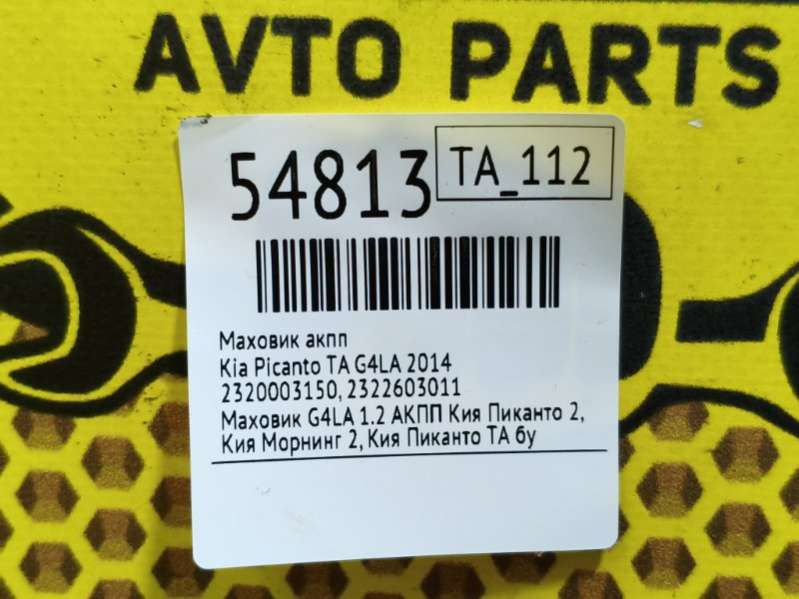 AVTO PARTS
54813
TA_112
Маховик акпп
Kia Picanto TA G4LA 2014
2320003150, 2322603011
Маховик G4LA 1.2 АКПП Кия Пиканто 2,
Кия Морнинг 2, Кия Пиканто ТА бу